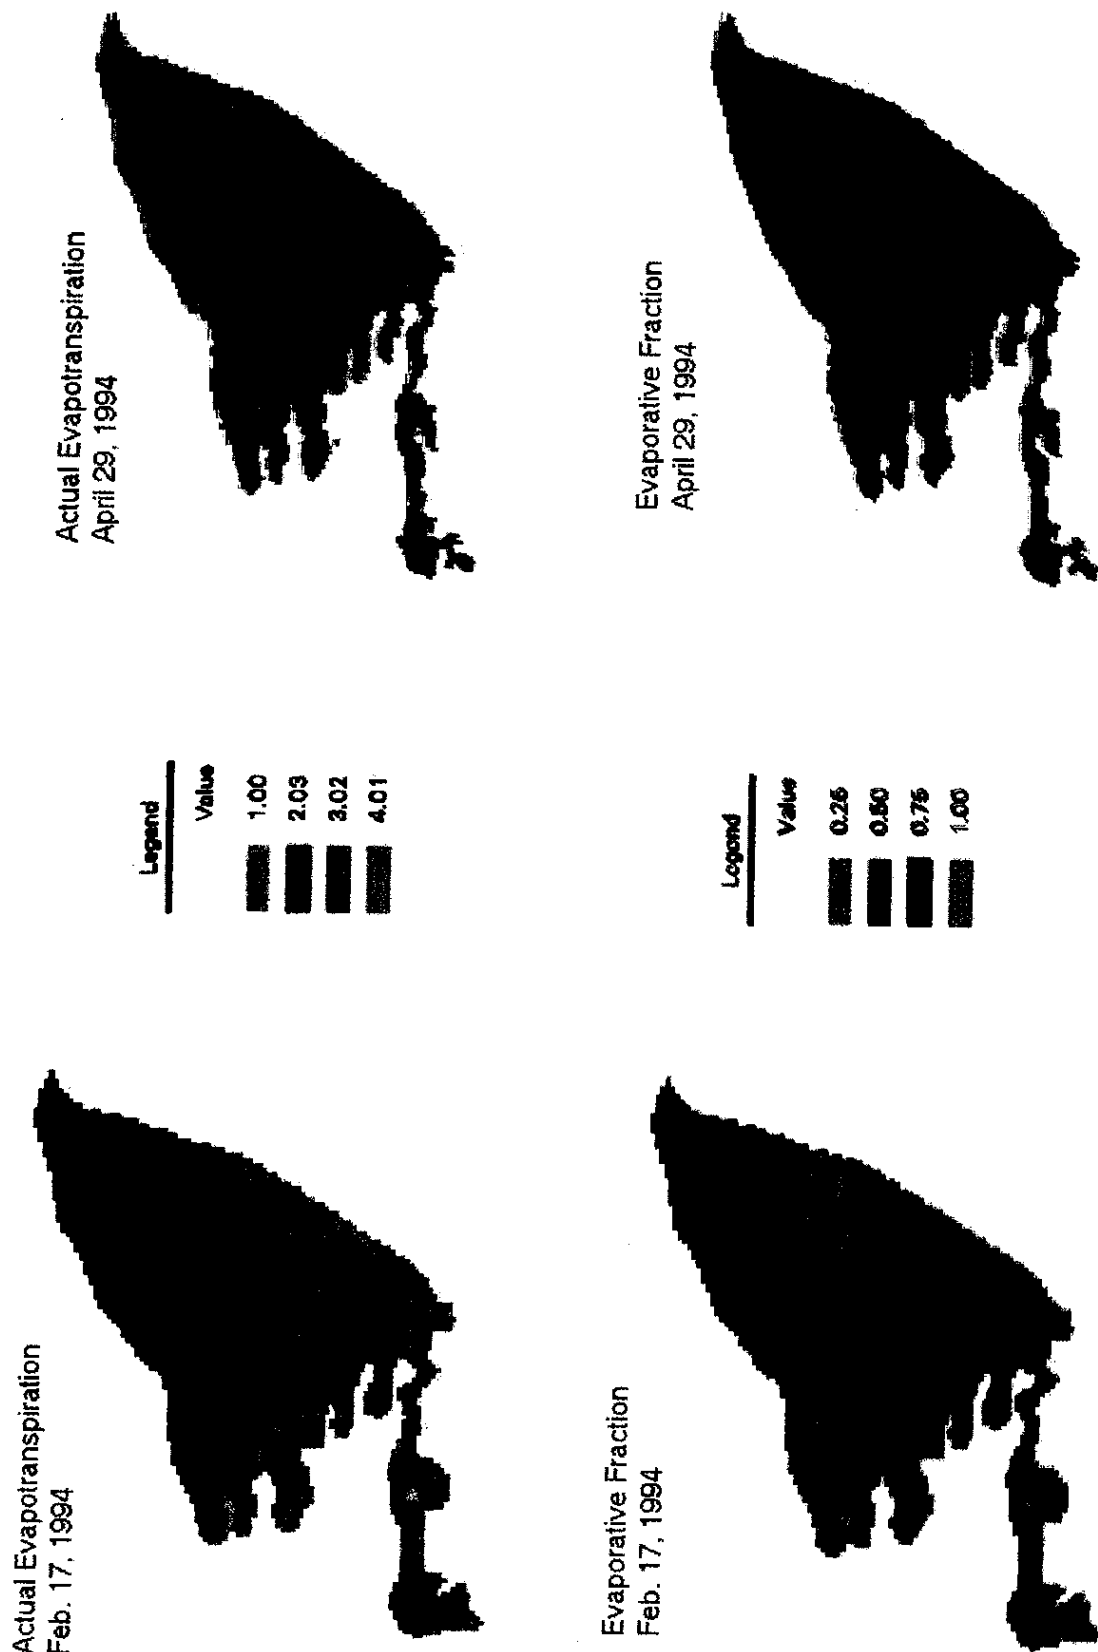 Actual Evapotranspiration
Feb. 17, 1994
Legend
Value
1.00
2.03
3.02
4.01
Actual Evapotranspiration
April 29, 1994
Evaporative Fraction
Feb. 17, 1994
Legend
Value
0.25
0.50
0.75
1.00
Evaporative Fraction
April 29, 1994